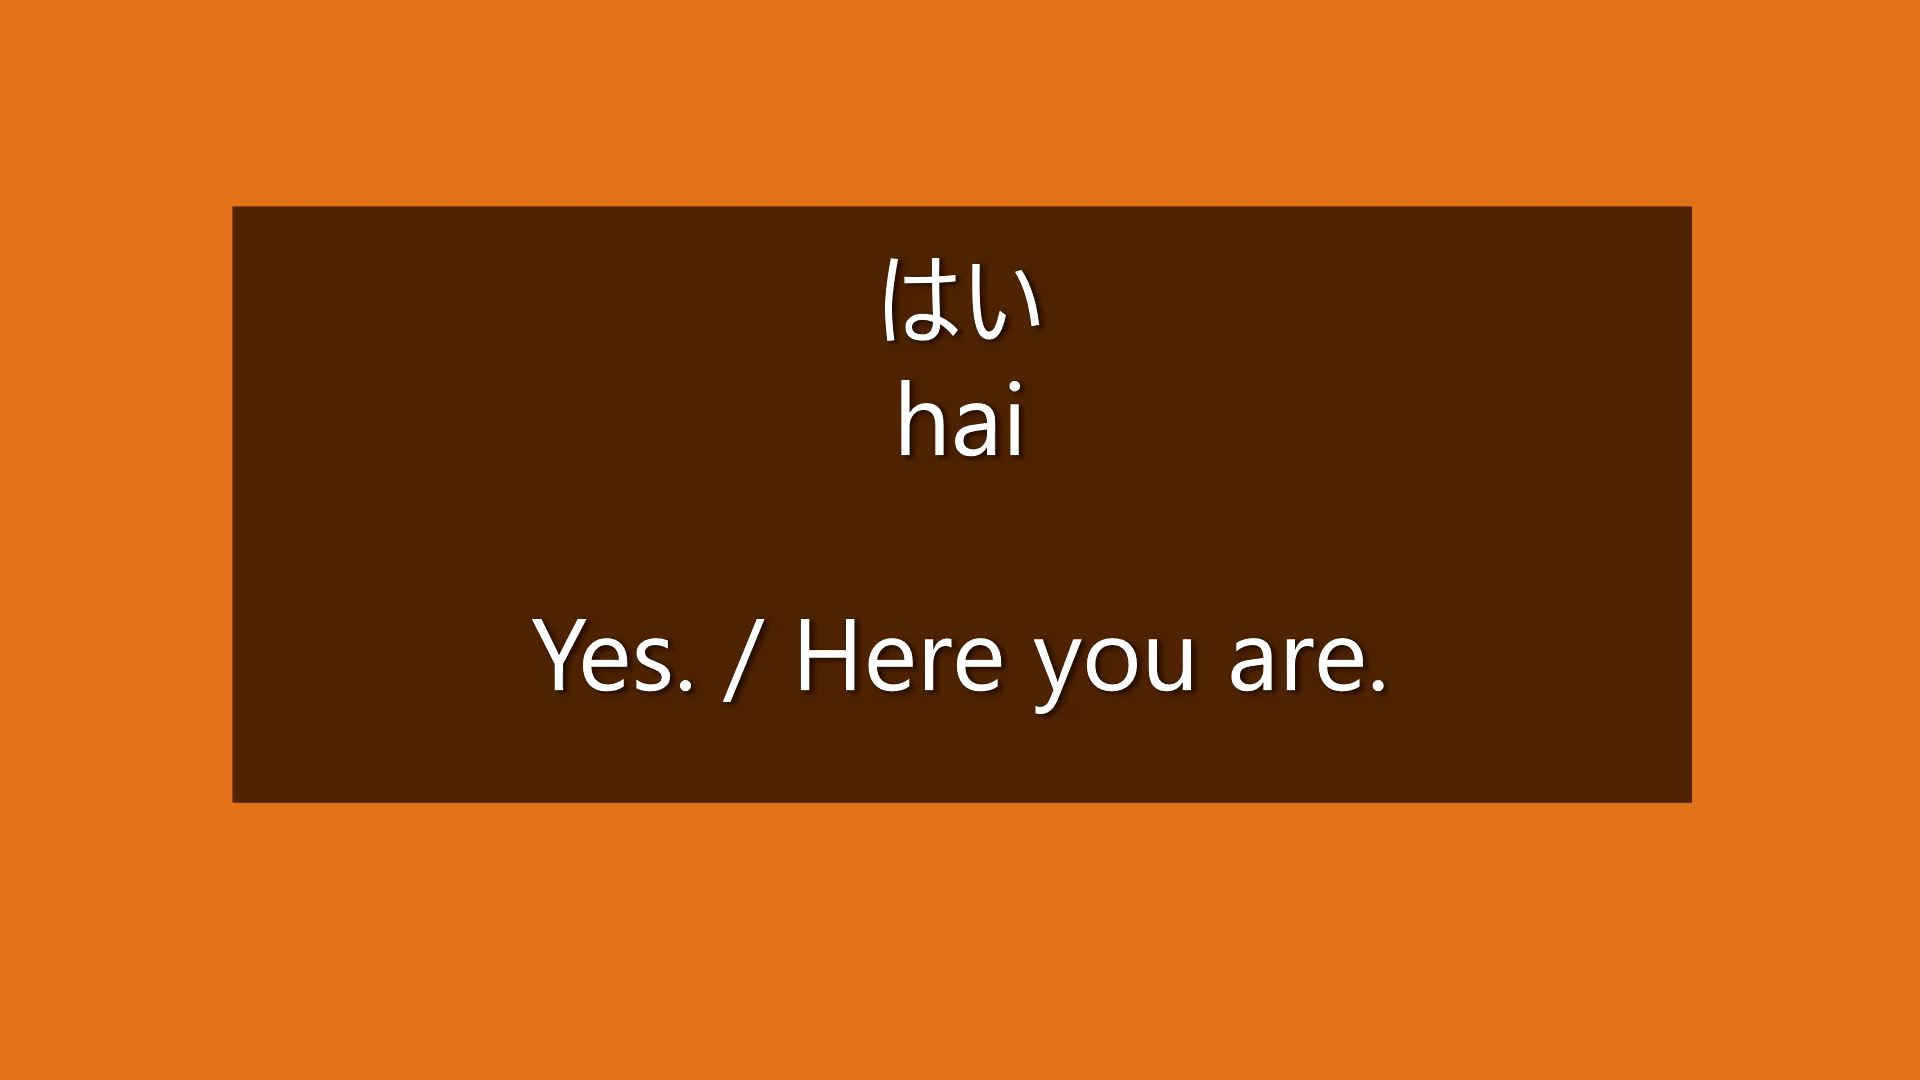 はい
hai
Yes. / Here you are.